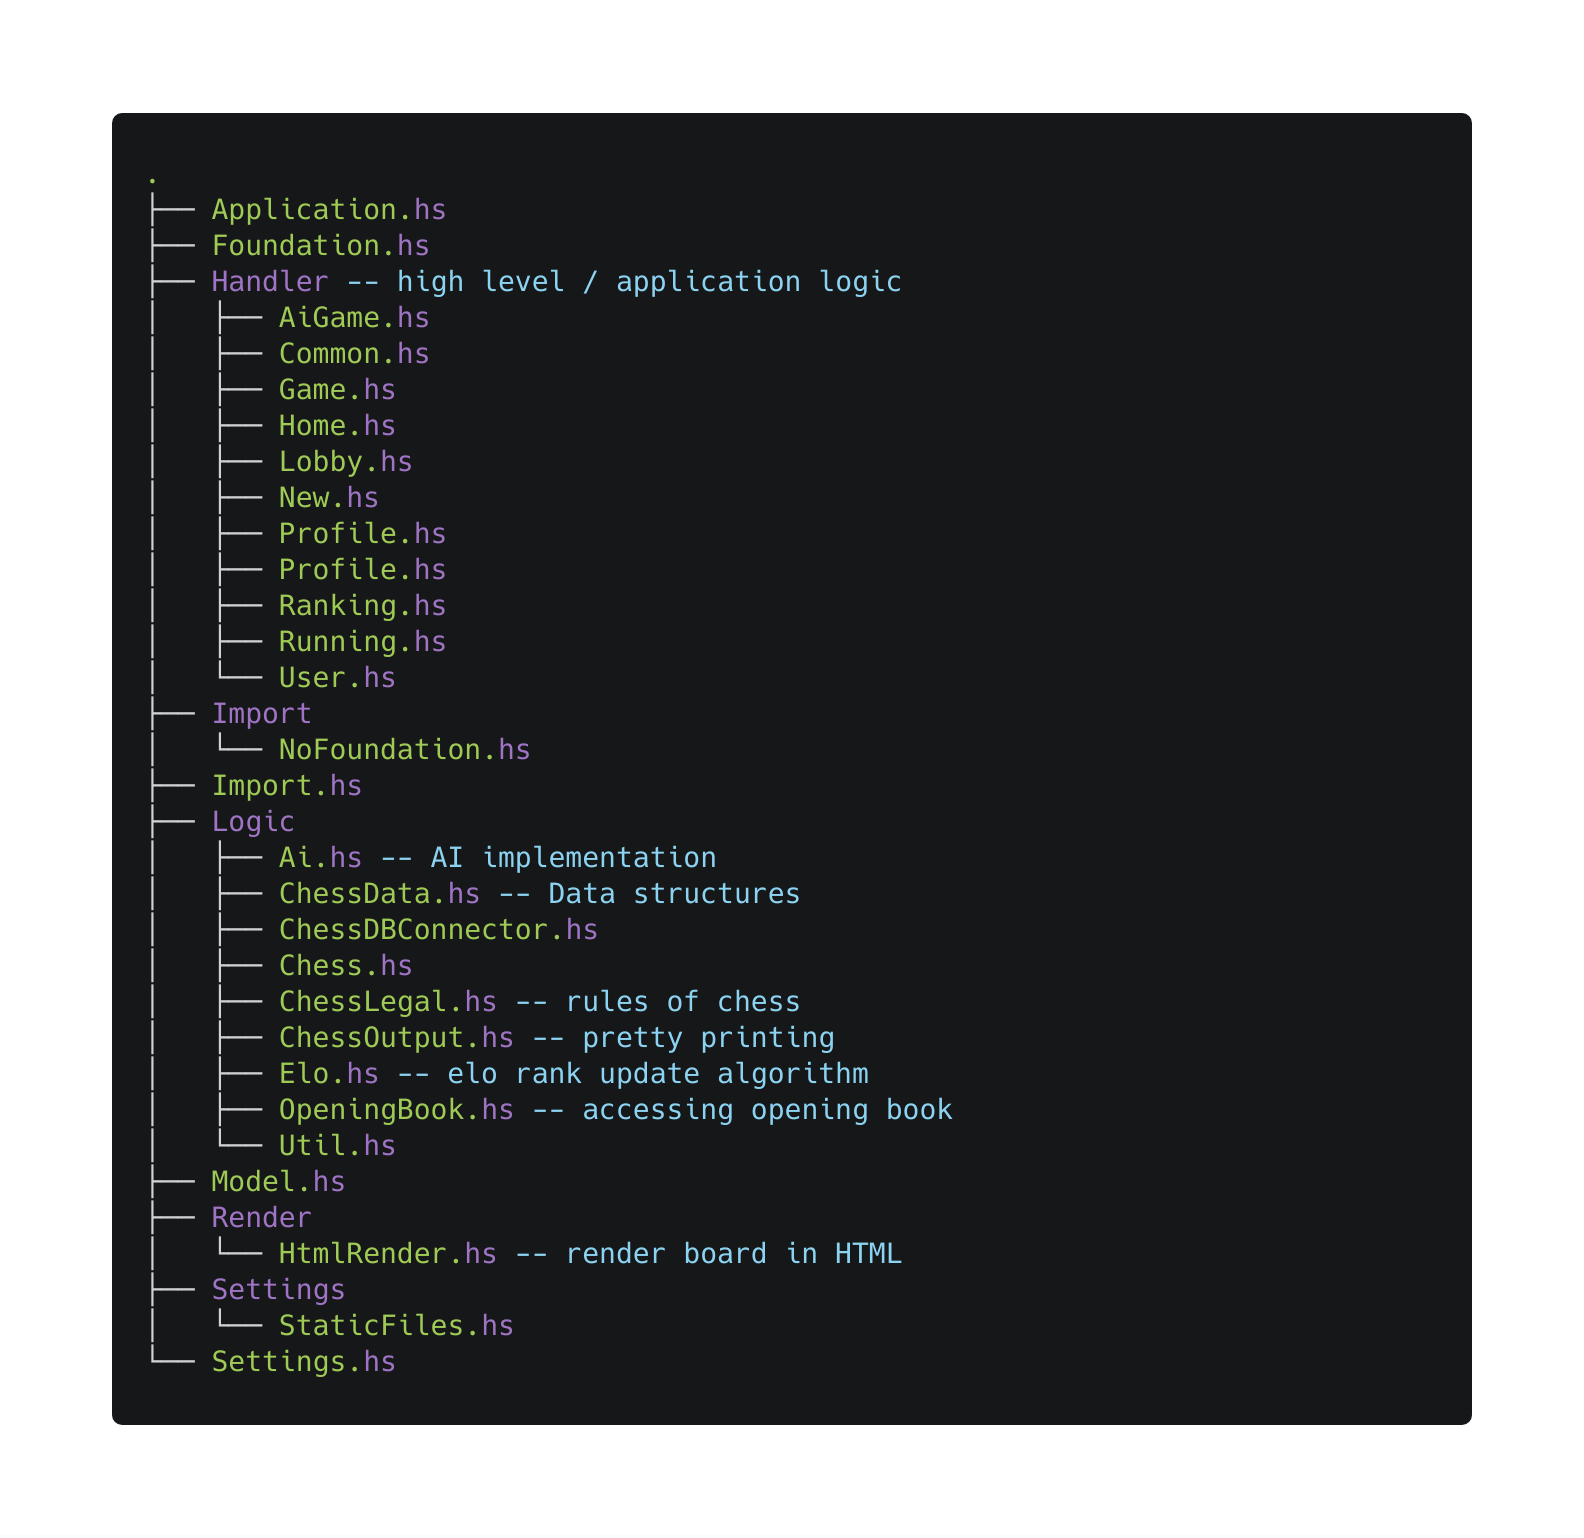 .
├── Application.hs
├── Foundation.hs
├── Handler -- high level / application logic
│   ├── AiGame.hs
│   ├── Common.hs
│   ├── Game.hs
│   ├── Home.hs
│   ├── Lobby.hs
│   ├── New.hs
│   ├── Profile.hs
│   ├── Profile.hs
│   ├── Ranking.hs
│   ├── Running.hs
│   └── User.hs
├── Import
│   └── NoFoundation.hs
├── Import.hs
├── Logic
│   ├── Ai.hs -- AI implementation
│   ├── ChessData.hs -- Data structures
│   ├── ChessDBConnector.hs
│   ├── Chess.hs
│   ├── ChessLegal.hs -- rules of chess
│   ├── ChessOutput.hs -- pretty printing
│   ├── Elo.hs -- elo rank update algorithm
│   ├── OpeningBook.hs -- accessing opening book
│   └── Util.hs
├── Model.hs
├── Render
│   └── HtmlRender.hs -- render board in HTML
├── Settings
│   └── StaticFiles.hs
└── Settings.hs